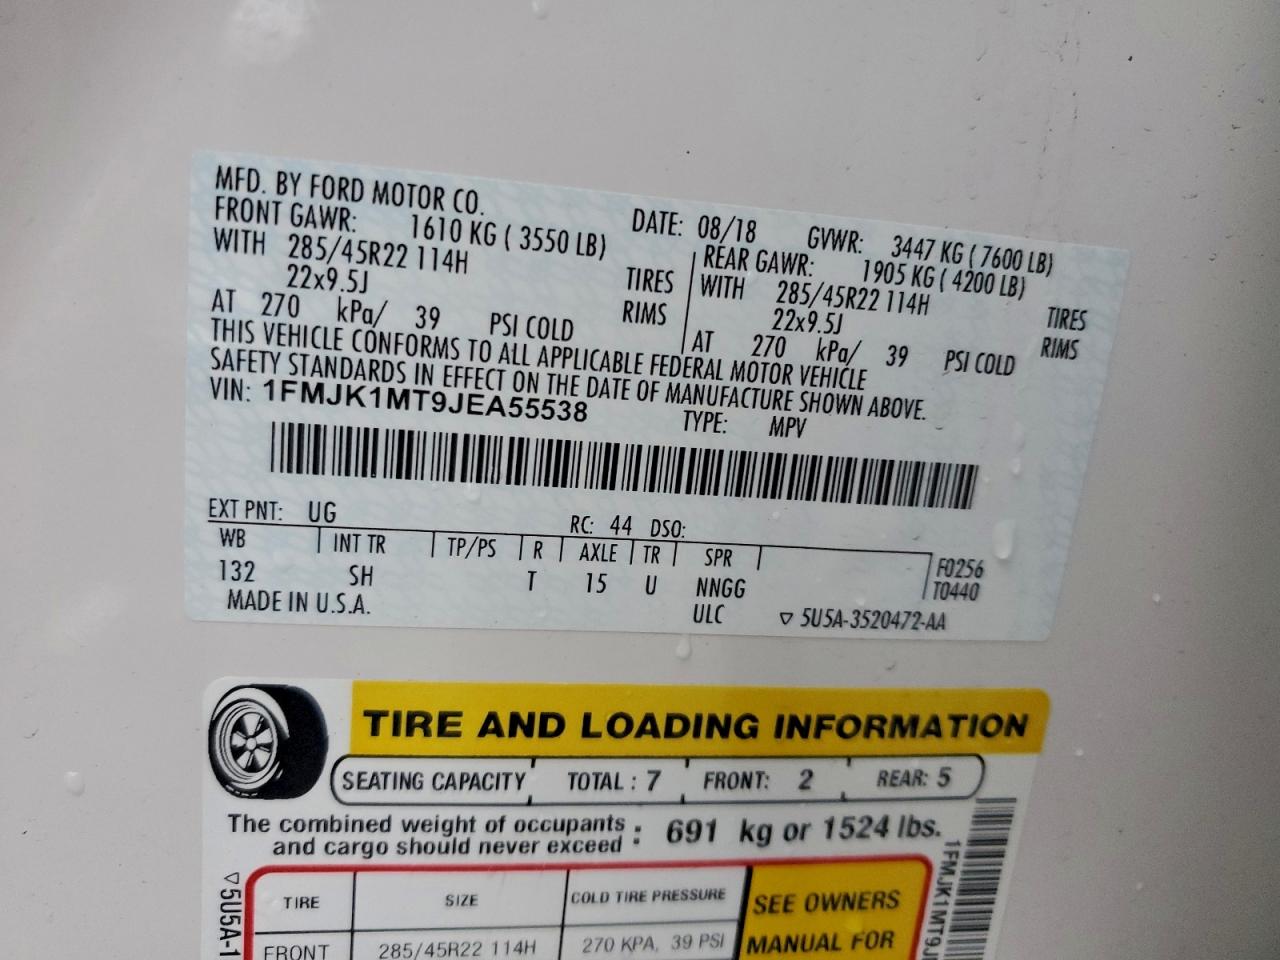 MFD. BY FORD MOTOR CO.
DATE: 08/18 GVWR: 3447 KG ( 7600 LB)
FRONT GAWR: 1610 KG ( 3550 LB) REAR GAWR: 1905 KG ( 4200 LB)
WITH 285/45R22 114H TIRES WITH 285/45R22 114H TIRES
22x9.5J RIMS 22x9.5J RIMS
AT 270 kPa/ 39 PSI COLD AT 270 kPa/ 39 PSI COLD
THIS VEHICLE CONFORMS TO ALL APPLICABLE FEDERAL MOTOR VEHICLE
SAFETY STANDARDS IN EFFECT ON THE DATE OF MANUFACTURE SHOWN ABOVE.
VIN: 1FMJK1MT9JEA55538 TYPE: MPV
EXT PNT: UG RC: 44 DSO:
WB INT TR TP/PS R AXLE TR SPR F0256
132 SH T 15 U NNGG T0440
MADE IN U.S.A. ULC 5U5A-3520472-AA
TIRE AND LOADING INFORMATION
SEATING CAPACITY TOTAL : 7 FRONT: 2 REAR: 5
The combined weight of occupants
and cargo should never exceed : 691 kg or 1524 lbs.
TIRE SIZE COLD TIRE PRESSURE SEE OWNERS
FRONT 285/45R22 114H 270 KPA, 39 PSI MANUAL FOR
5U5A-1
1FMJK1MT9J